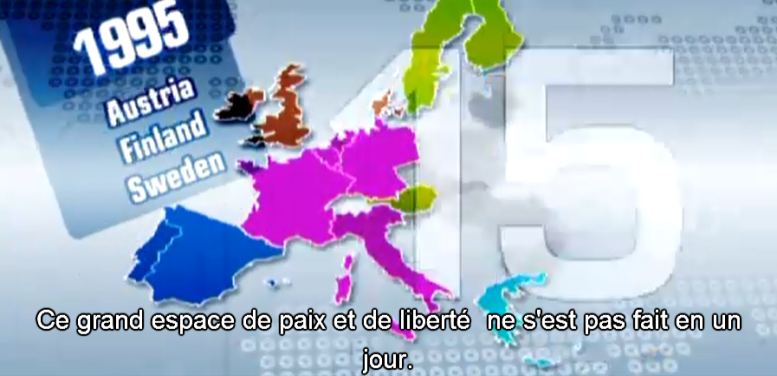 1995
Austria
Finland
Sweden
15
Ce grand espace de paix et de liberté  ne s'est pas fait en un
jour.